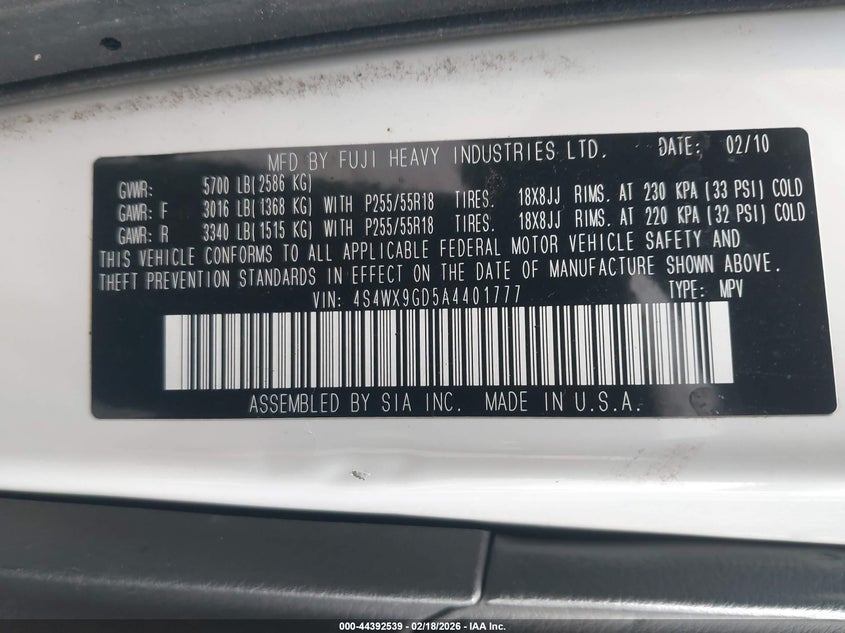 MFD BY FUJI HEAVY INDUSTRIES LTD. DATE: 02/10
GVWR: 5700 LB(2586 KG)
GAWR: F 3016 LB(1368 KG) WITH P255/55R18 TIRES. 18X8JJ RIMS. AT 230 KPA (33 PSI) COLD
GAWR: R 3340 LB(1515 KG) WITH P255/55R18 TIRES. 18X8JJ RIMS. AT 220 KPA (32 PSI) COLD
THIS VEHICLE CONFORMS TO ALL APPLICABLE FEDERAL MOTOR VEHICLE SAFETY AND
THEFT PREVENTION STANDARDS IN EFFECT ON THE DATE OF MANUFACTURE SHOWN ABOVE.
VIN: 4S4WX9GD5A4401777 TYPE: MPV
ASSEMBLED BY SIA INC. MADE IN U.S.A.
000-44392539 - 02/18/2026 - IAA Inc.